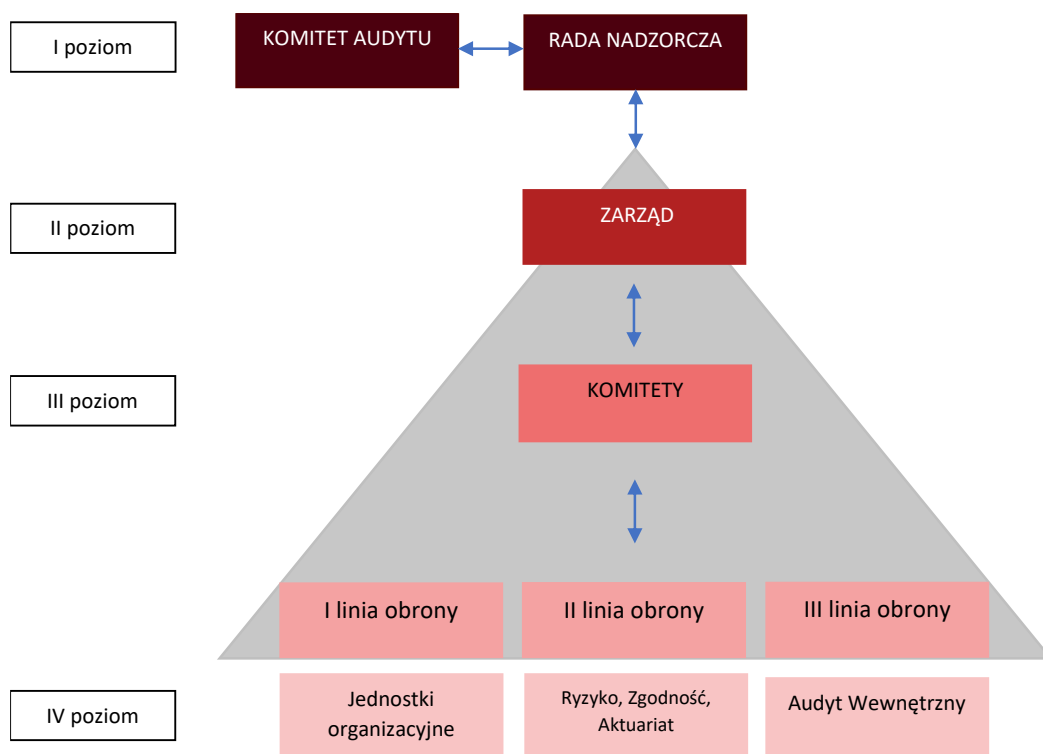 I poziom
KOMITET AUDYTU
RADA NADZORCZA
II poziom
ZARZĄD
III poziom
KOMITETY
I linia obrony
II linia obrony
III linia obrony
IV poziom
Jednostki
organizacyjne
Ryzyko, Zgodność,
Aktuariat
Audyt Wewnętrzny